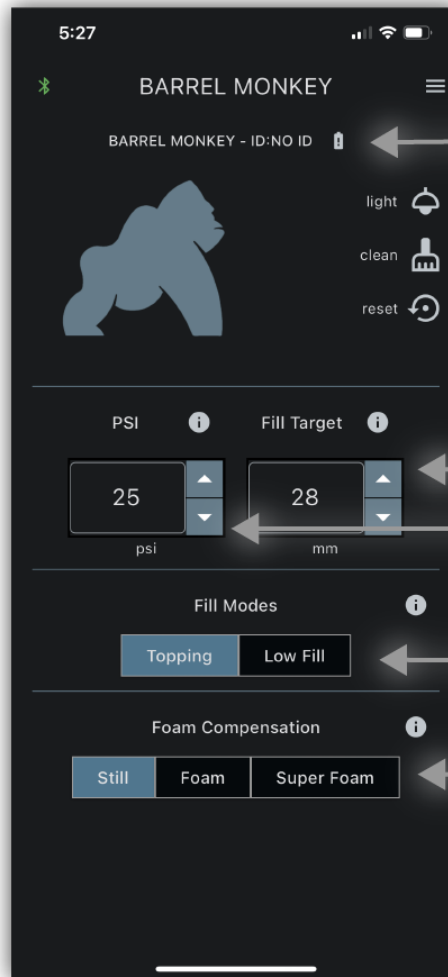 5:27
BARREL MONKEY
BARREL MONKEY - ID:NO ID
light
clean
reset
PSI
Fill Target
25
28
psi
mm
Fill Modes
Topping
Low Fill
Foam Compensation
Still
Foam
Super Foam